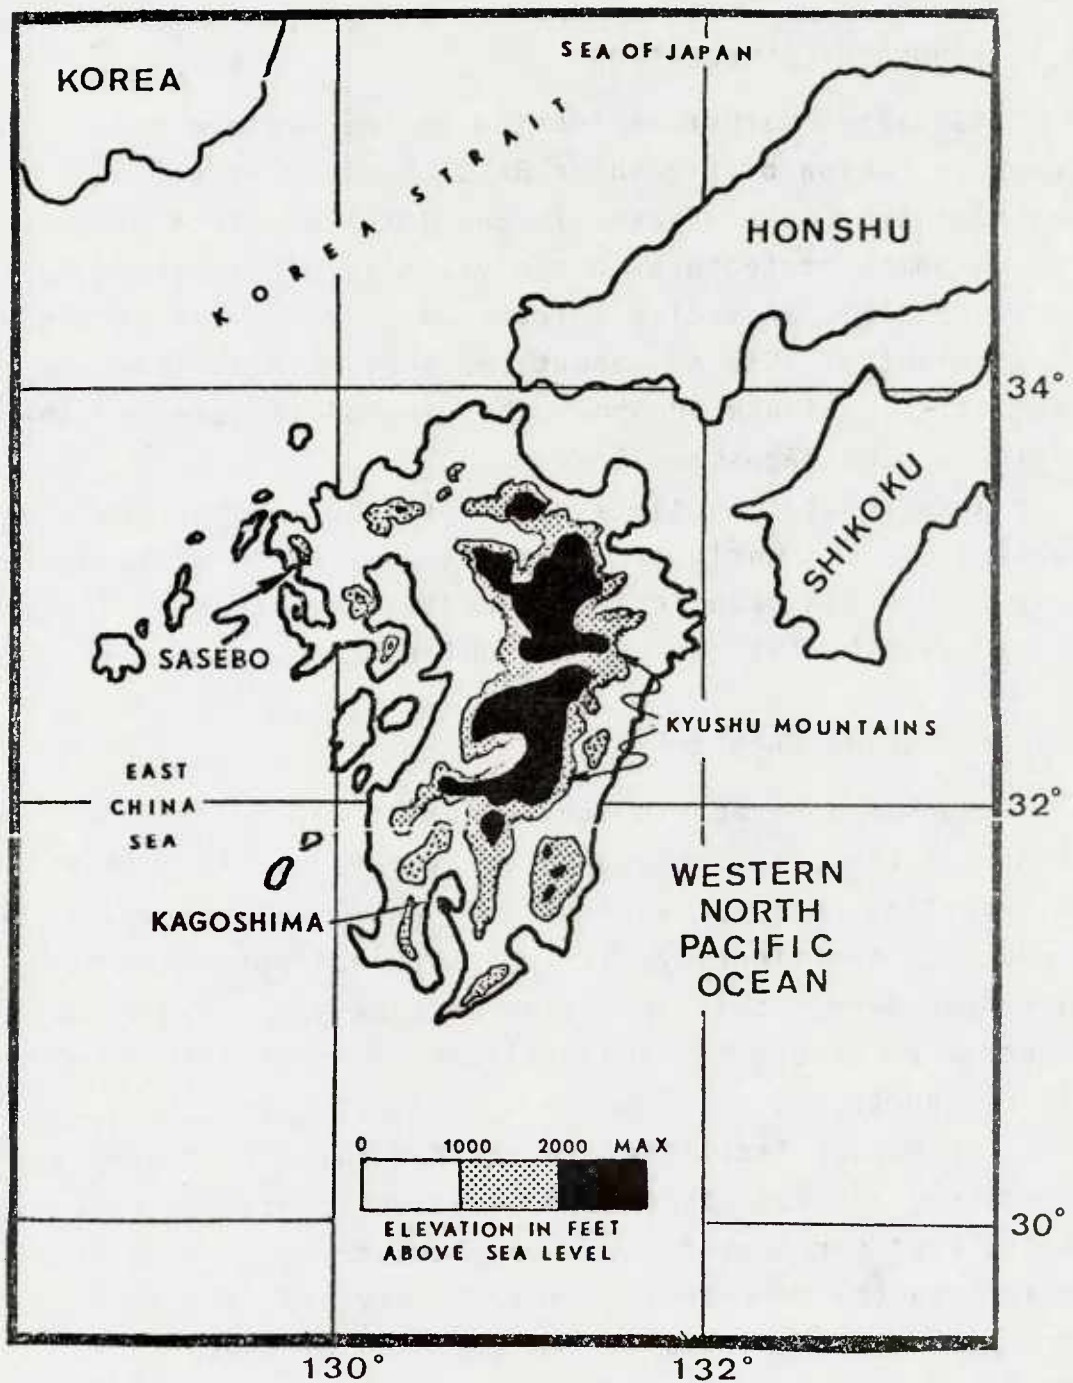 SEA OF JAPAN
KOREA
KOREA STRAIT
HONSHU
34°
SHIKOKU
SASEBO
KYUSHU MOUNTAINS
EAST
CHINA
SEA
32°
WESTERN
NORTH
PACIFIC
OCEAN
KAGOSHIMA
0 1000 2000 MAX
ELEVATION IN FEET
ABOVE SEA LEVEL
30°
130° 132°